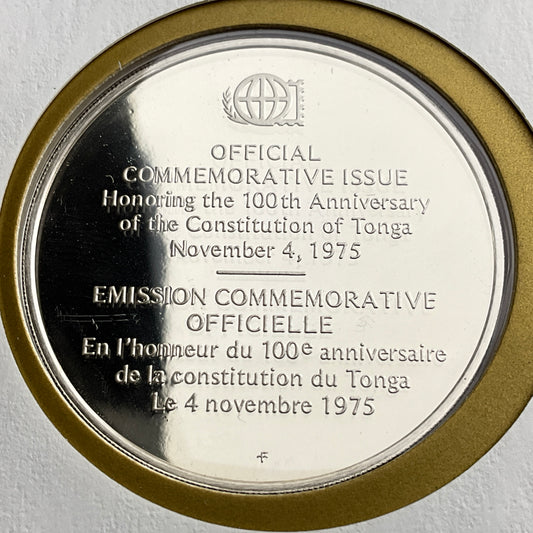 OFFICIAL
COMMEMORATIVE ISSUE
Honoring the 100th Anniversary
of the Constitution of Tonga
November 4, 1975
EMISSION COMMEMORATIVE
OFFICIELLE
En l'honneur du 100e anniversaire
de la constitution du Tonga
Le 4 novembre 1975
F